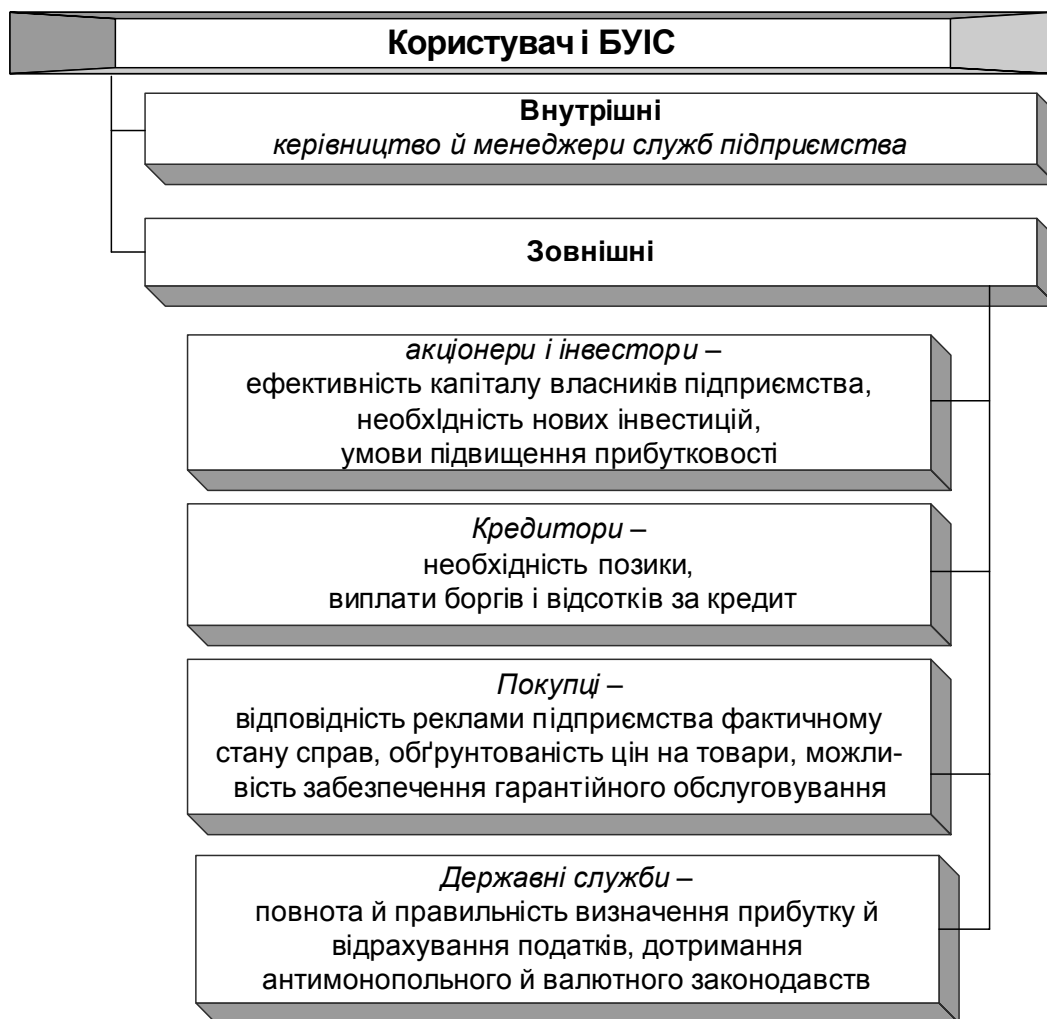 Користувачі БУІС
Внутрішні
керівництво й менеджери служб підприємства
Зовнішні
акціонери і інвестори –
ефективність капіталу власників підприємства,
необхІдність нових інвестицій,
умови підвищення прибутковості
Кредитори –
необхідність позики,
виплати боргів і відсотків за кредит
Покупці –
відповідність реклами підприємства фактичному
стану справ, обґрунтованість цін на товари, можли-
вість забезпечення гарантійного обслуговування
Державні служби –
повнота й правильність визначення прибутку й
відрахування податків, дотримання
антимонопольного й валютного законодавств